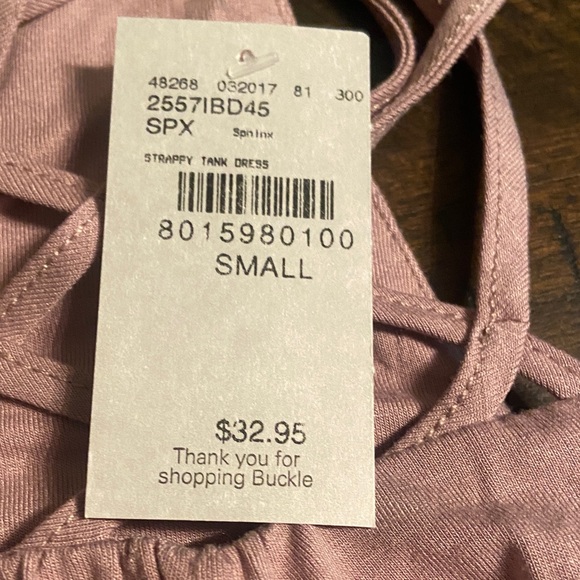 48268 032017 81 300
2557IBD45
SPX Sphinx
STRAPPY TANK DRESS
8015980100
SMALL
$32.95
Thank you for
shopping Buckle